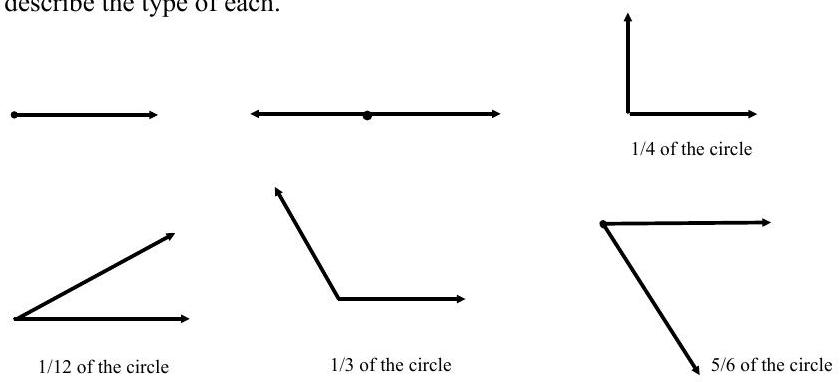 describe the type of each.
1/4 of the circle
1/12 of the circle
1/3 of the circle
5/6 of the circle